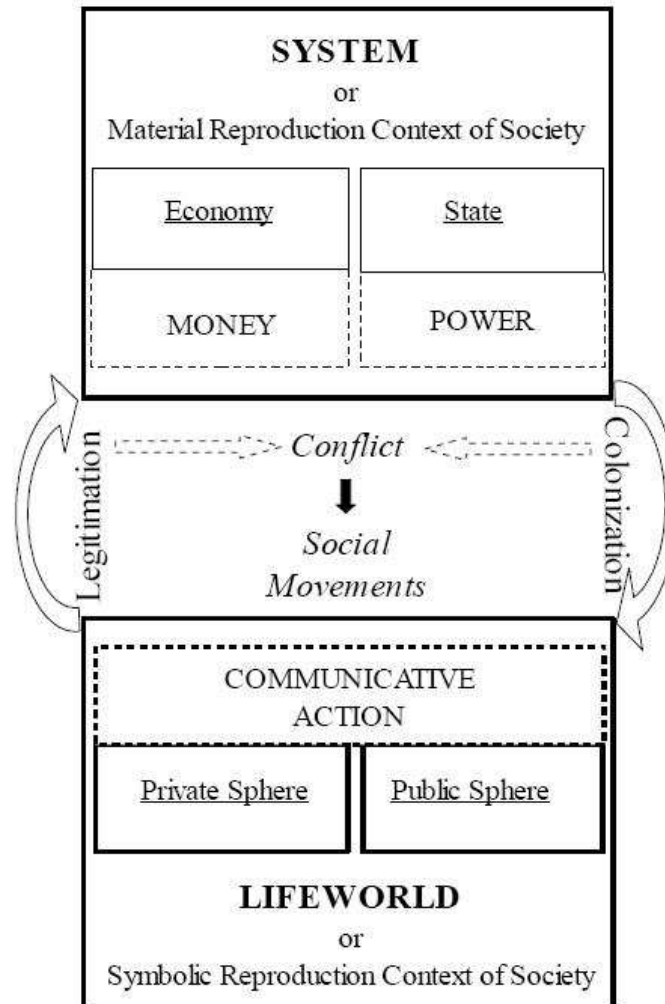 SYSTEM
or
Material Reproduction Context of Society
Economy
State
MONEY
POWER
Legitimation
Conflict
Colonization
Social
Movements
COMMUNICATIVE
ACTION
Private Sphere
Public Sphere
LIFEWORLD
or
Symbolic Reproduction Context of Society